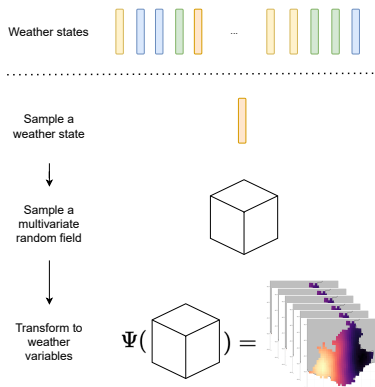 Weather states
...
Sample a
weather state
Sample a
multivariate
random field
Transform to
weather
variables
Ψ( ) =